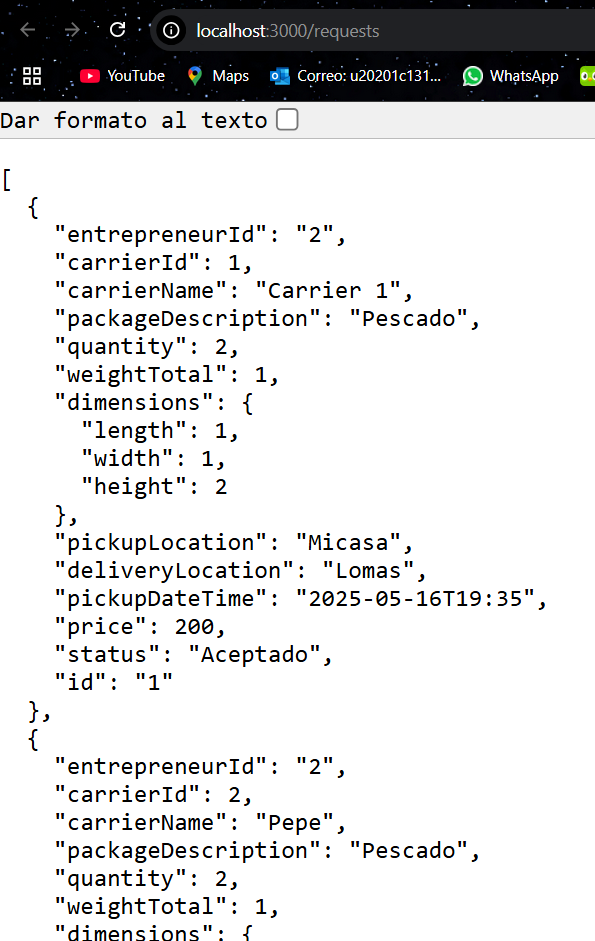 localhost:3000/requests
YouTube Maps Correo: u20201c131... WhatsApp
Dar formato al texto
[
  {
    "entrepreneurId": "2",
    "carrierId": 1,
    "carrierName": "Carrier 1",
    "packageDescription": "Pescado",
    "quantity": 2,
    "weightTotal": 1,
    "dimensions": {
      "length": 1,
      "width": 1,
      "height": 2
    },
    "pickupLocation": "Micasa",
    "deliveryLocation": "Lomas",
    "pickupDateTime": "2025-05-16T19:35",
    "price": 200,
    "status": "Aceptado",
    "id": "1"
  },
  {
    "entrepreneurId": "2",
    "carrierId": 2,
    "carrierName": "Pepe",
    "packageDescription": "Pescado",
    "quantity": 2,
    "weightTotal": 1,
    "dimensions": {